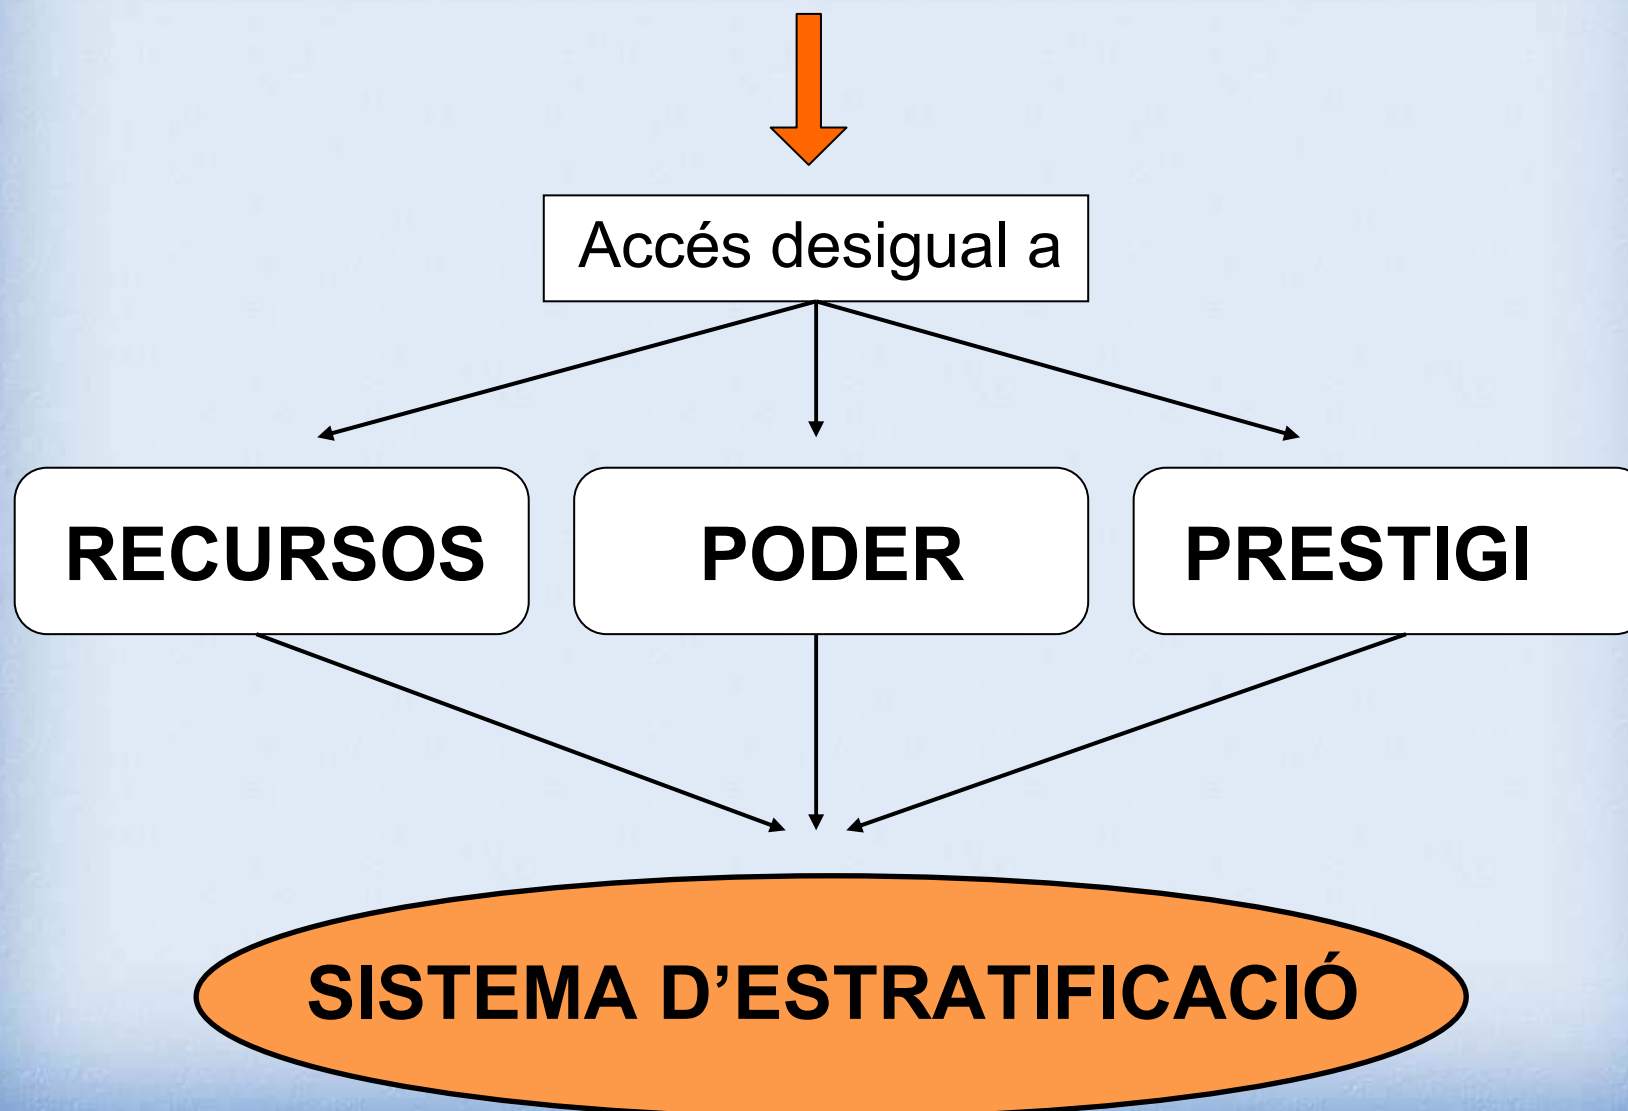 Accés desigual a
RECURSOS
PODER
PRESTIGI
SISTEMA D’ESTRATIFICACIÓ